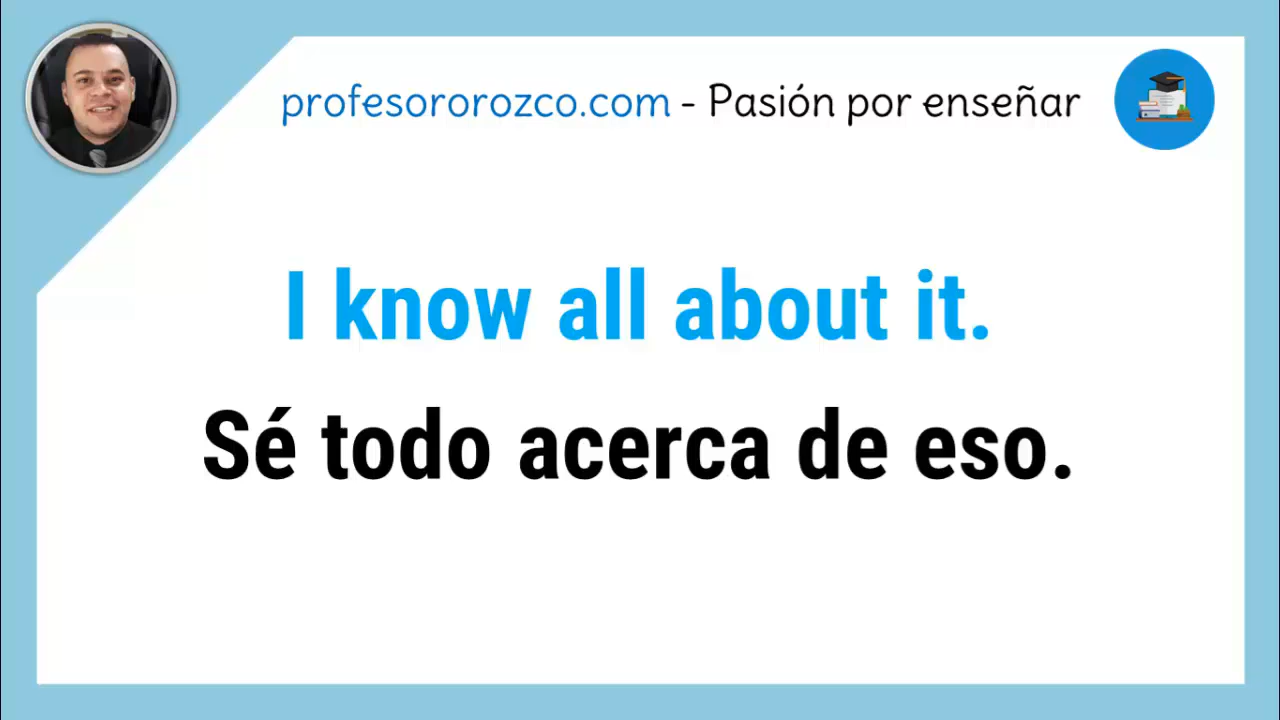 profesororozco.com - Pasión por enseñar
I know all about it.
Sé todo acerca de eso.